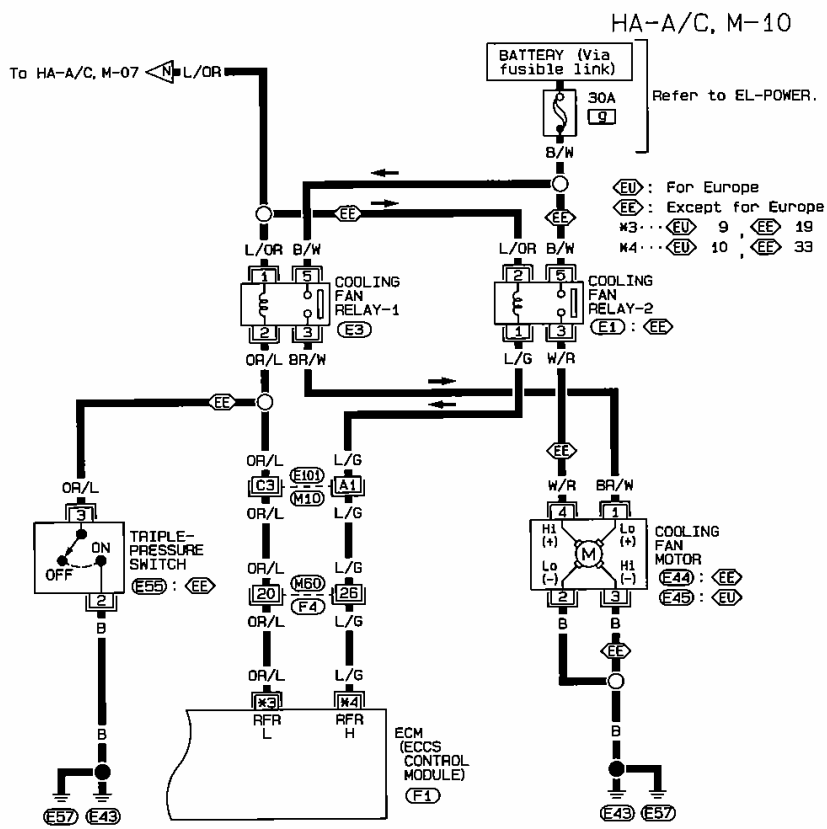 HA-A/C, M-10
BATTERY (Via
fusible link)
To HA-A/C, M-07
N
L/OR
30A
g
Refer to EL-POWER.
B/W
EU : For Europe
EE : Except for Europe
*3··· EU 9 , EE 19
*4··· EU 10 , EE 33
EE
EE
L/OR B/W
L/OR B/W
1 5
2 5
COOLING
FAN
RELAY-1
E3
COOLING
FAN
RELAY-2
E1 : EE
2 3
1 3
OR/L BR/W
L/G W/R
EE
EE
OR/L
L/G
E101
C3
A1
M10
OR/L
OR/L
L/G
W/R
BR/W
3
4
1
TRIPLE-
PRESSURE
SWITCH
E55 : EE
ON
OFF
2
Hi
(+)
Lo
(+)
M
Lo
(-)
Hi
(-)
COOLING
FAN
MOTOR
E44 : EE
E45 : EU
2 3
OR/L
L/G
M60
20
26
F4
OR/L
L/G
B
B
B
EE
OR/L
L/G
*3
*4
RFR
L
RFR
H
ECM
(ECCS
CONTROL
MODULE)
F1
B
B
E57 E43
E43 E57